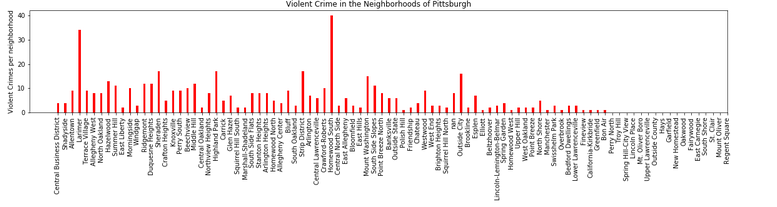 Violent Crime in the Neighborhoods of Pittsburgh
Violent Crimes per neighborhood
40
30
20
10
0
Central Business District
Shadyside
Allentown
Larimer
Terrace Village
Allegheny West
North Oakland
Hazelwood
Summer Hill
East Liberty
Morningside
Windgap
Ridgemont
Duquesne Heights
Sheraden
Crafton Heights
Knoxville
Perry South
Beechview
Middle Hill
Central Oakland
Northview Heights
Highland Park
Carrick
Glen Hazel
Squirrel Hill South
Marshall-Shadeland
South Side Flats
Stanton Heights
Arlington Heights
Homewood North
Allegheny Center
Bluff
South Oakland
Strip District
Arlington
Central Lawrenceville
Crawford-Roberts
Homewood South
Central North Side
East Allegheny
Bloomfield
East Hills
Mount Washington
South Side Slopes
Point Breeze North
Banksville
Outside State
Polish Hill
Friendship
Chateau
Westwood
West End
Brighton Heights
Squirrel Hill North
nan
Outside City
Brookline
Esplen
Elliott
Beltzhoover
Lincoln-Lemington-Belmar
Spring Garden
Homewood West
Upper Hill
West Oakland
Point Breeze
North Shore
Manchester
Swisshelm Park
Overbrook
Bedford Dwellings
Lower Lawrenceville
Fineview
California-Kirkbride
Greenfield
Bon Air
Perry North
Troy Hill
Spring Hill-City View
Lincoln Place
Mt. Oliver Boro
Upper Lawrenceville
Outside County
Hays
Garfield
New Homestead
Oakwood
Fairywood
East Carnegie
South Shore
St. Clair
Mount Oliver
Regent Square